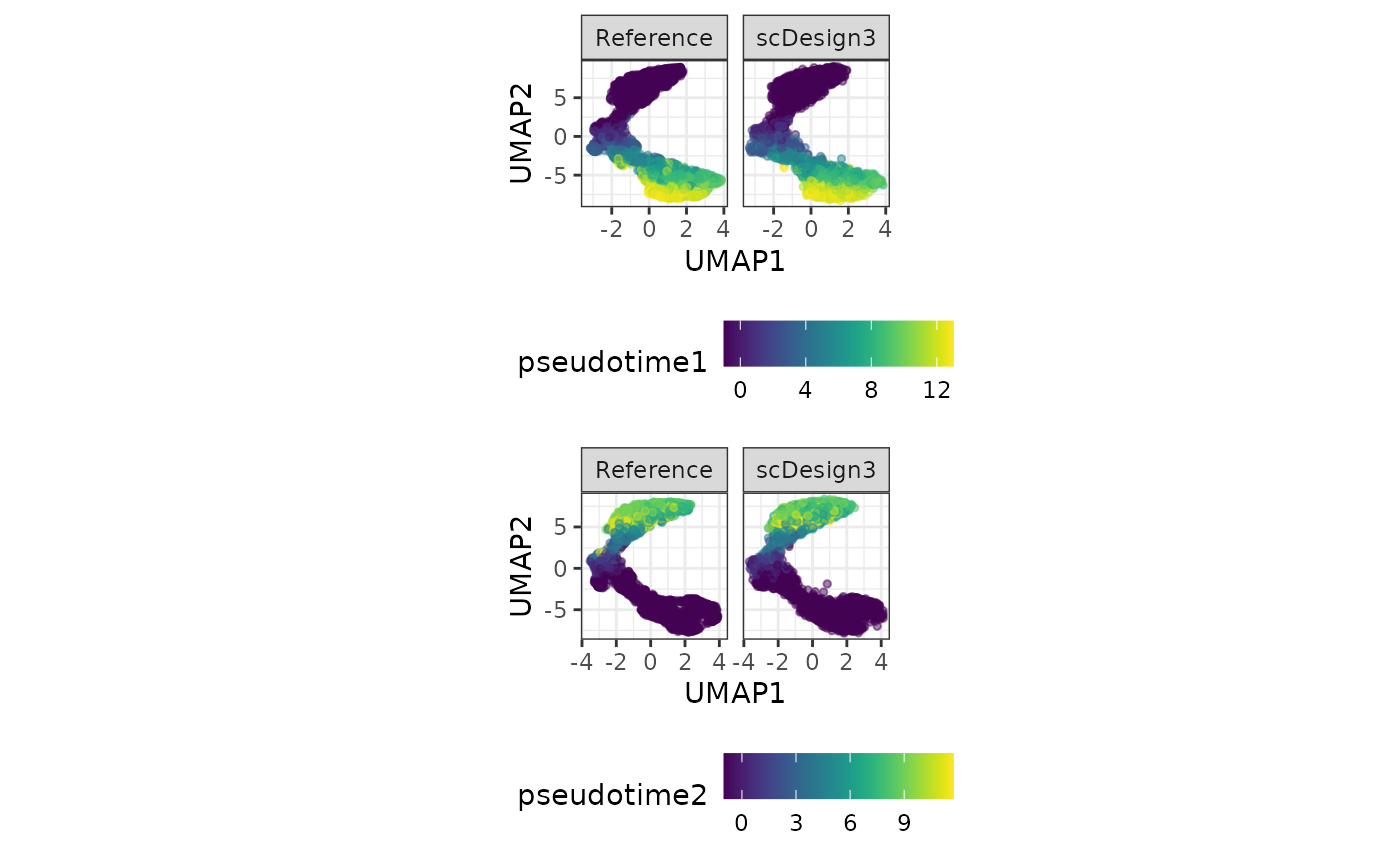 Reference scDesign3
UMAP2
5
0
-5
-2 0 2 4 -2 0 2 4
UMAP1
pseudotime1
0 4 8 12
Reference scDesign3
UMAP2
5
0
-5
-4 -2 0 2 4 -4 -2 0 2 4
UMAP1
pseudotime2
0 3 6 9